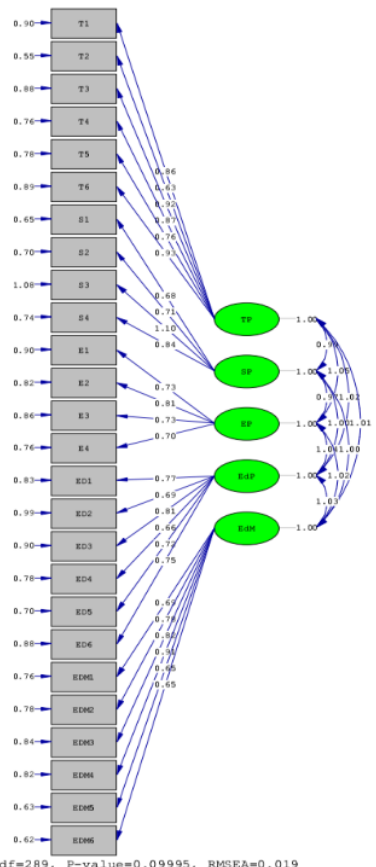 0.90 T1
0.55 T2
0.88 T3
0.76 T4
0.78 T5
0.89 T6
0.65 S1
0.70 S2
1.08 S3
0.74 S4
0.90 E1
0.82 E2
0.86 E3
0.76 E4
0.83 ED1
0.99 ED2
0.90 ED3
0.78 ED4
0.70 ED5
0.88 ED6
0.76 EDM1
0.78 EDM2
0.84 EDM3
0.82 EDM4
0.63 EDM5
0.62 EDM6
0.86
0.63
0.92
0.87
0.76
0.93
0.68
0.71
1.10
0.84
0.73
0.81
0.73
0.70
0.77
0.69
0.81
0.66
0.72
0.75
0.69
0.78
0.82
0.91
0.65
0.65
TP 1.00
SP 1.00
EP 1.00
EdP 1.00
EdM 1.00
1.02
1.01
1.00
1.02
1.03
df=289, P-value=0.09995, RMSEA=0.019